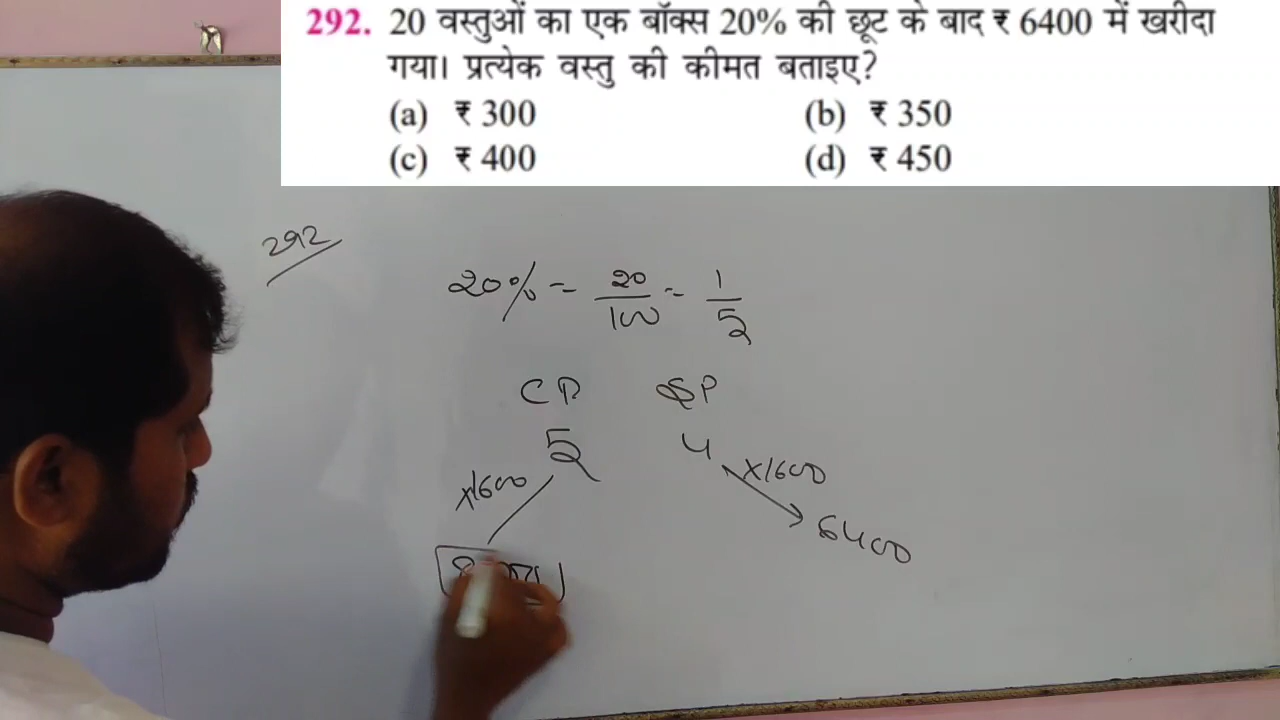 292. 20 वस्तुओं का एक बॉक्स 20% की छूट के बाद ₹ 6400 में खरीदा
गया। प्रत्येक वस्तु की कीमत बताइए?
(a) ₹ 300 (b) ₹ 350
(c) ₹ 400 (d) ₹ 450
292
20% = 20/100 = 1/5
CP SP
5 4
×1600 ×1600
6400